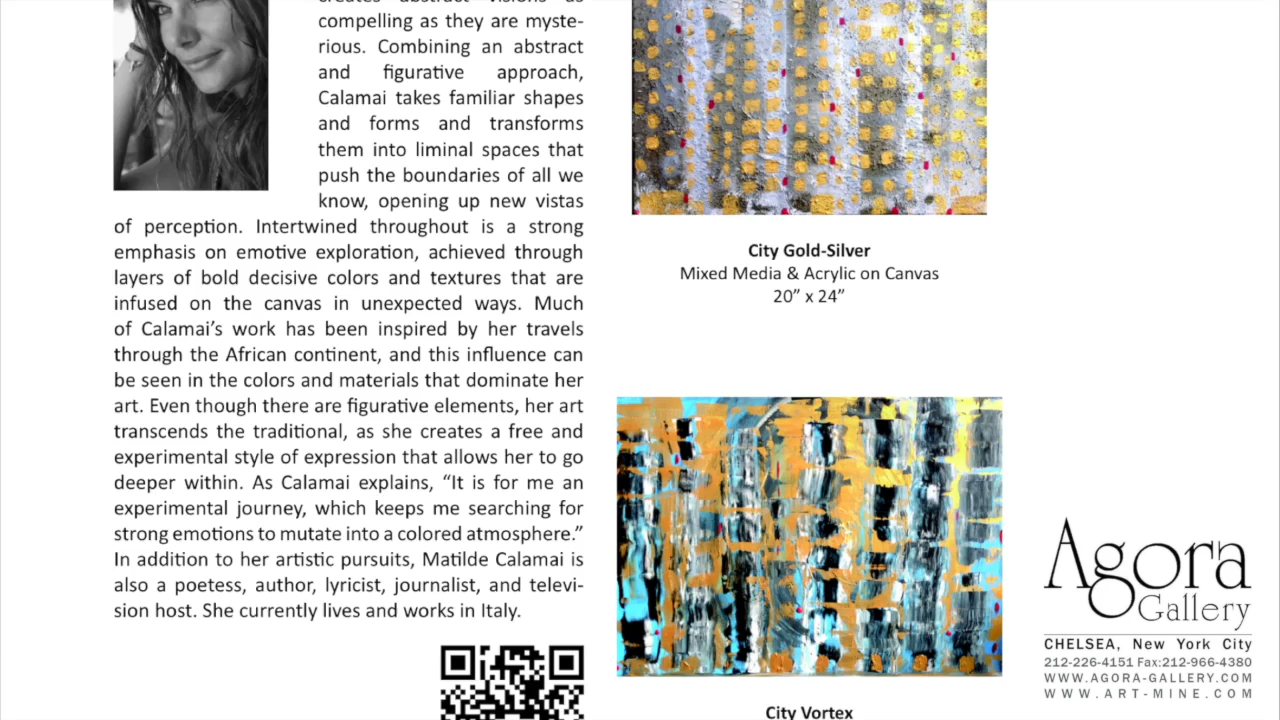 creates abstract visions as
compelling as they are myste-
rious. Combining an abstract
and figurative approach,
Calamai takes familiar shapes
and forms and transforms
them into liminal spaces that
push the boundaries of all we
know, opening up new vistas
of perception. Intertwined throughout is a strong
emphasis on emotive exploration, achieved through
layers of bold decisive colors and textures that are
infused on the canvas in unexpected ways. Much
of Calamai’s work has been inspired by her travels
through the African continent, and this influence can
be seen in the colors and materials that dominate her
art. Even though there are figurative elements, her art
transcends the traditional, as she creates a free and
experimental style of expression that allows her to go
deeper within. As Calamai explains, “It is for me an
experimental journey, which keeps me searching for
strong emotions to mutate into a colored atmosphere.”
In addition to her artistic pursuits, Matilde Calamai is
also a poetess, author, lyricist, journalist, and televi-
sion host. She currently lives and works in Italy.
City Gold-Silver
Mixed Media & Acrylic on Canvas
20” x 24”
City Vortex
Agora
Gallery
CHELSEA, New York City
212-226-4151 Fax:212-966-4380
WWW.AGORA-GALLERY.COM
WWW.ART-MINE.COM